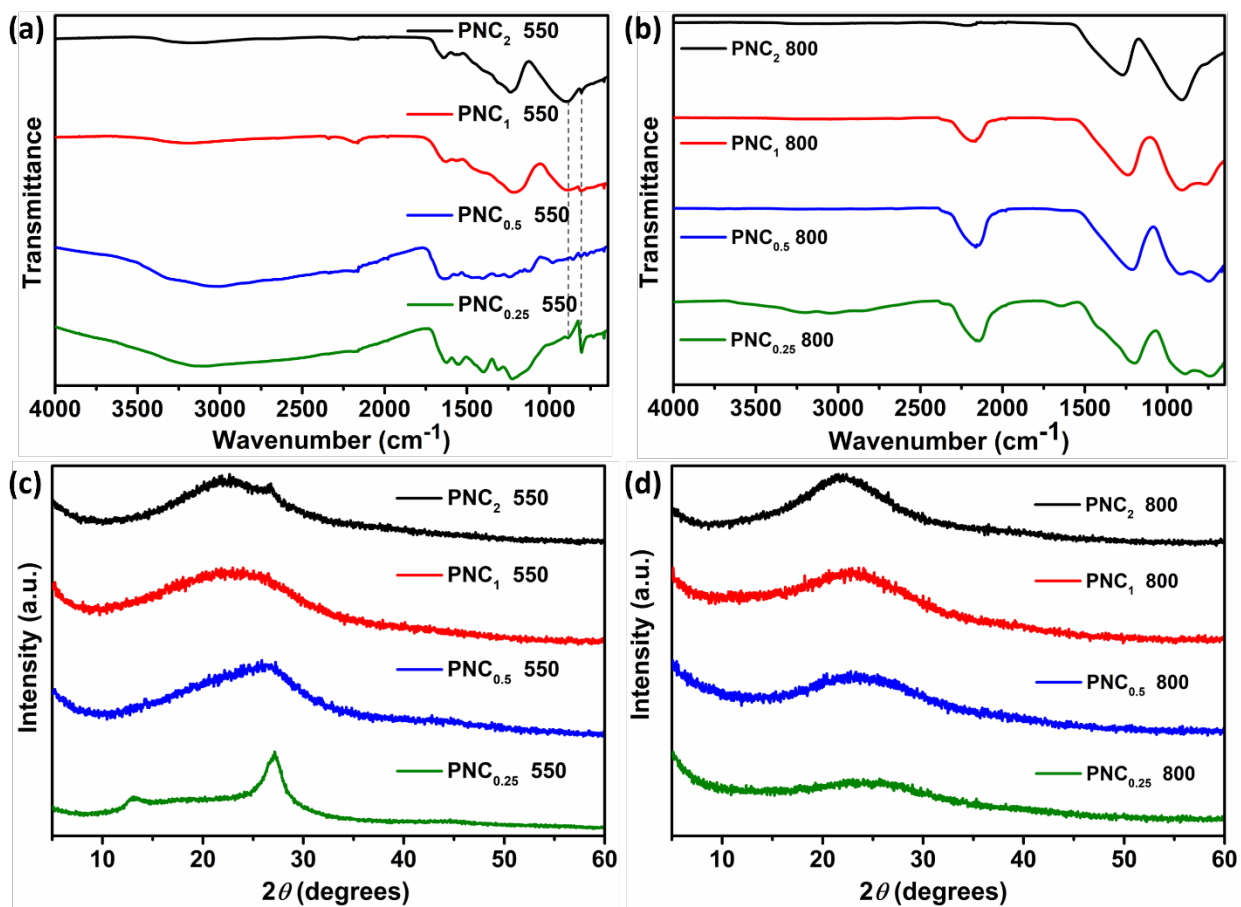 (a)
PNC₂ 550
PNC₁ 550
PNC₀.₅ 550
PNC₀.₂₅ 550
Transmittance
4000 3500 3000 2500 2000 1500 1000
Wavenumber (cm⁻¹)
(b)
PNC₂ 800
PNC₁ 800
PNC₀.₅ 800
PNC₀.₂₅ 800
Transmittance
4000 3500 3000 2500 2000 1500 1000
Wavenumber (cm⁻¹)
(c)
PNC₂ 550
PNC₁ 550
PNC₀.₅ 550
PNC₀.₂₅ 550
Intensity (a.u.)
10 20 30 40 50 60
2θ (degrees)
(d)
PNC₂ 800
PNC₁ 800
PNC₀.₅ 800
PNC₀.₂₅ 800
Intensity (a.u.)
10 20 30 40 50 60
2θ (degrees)